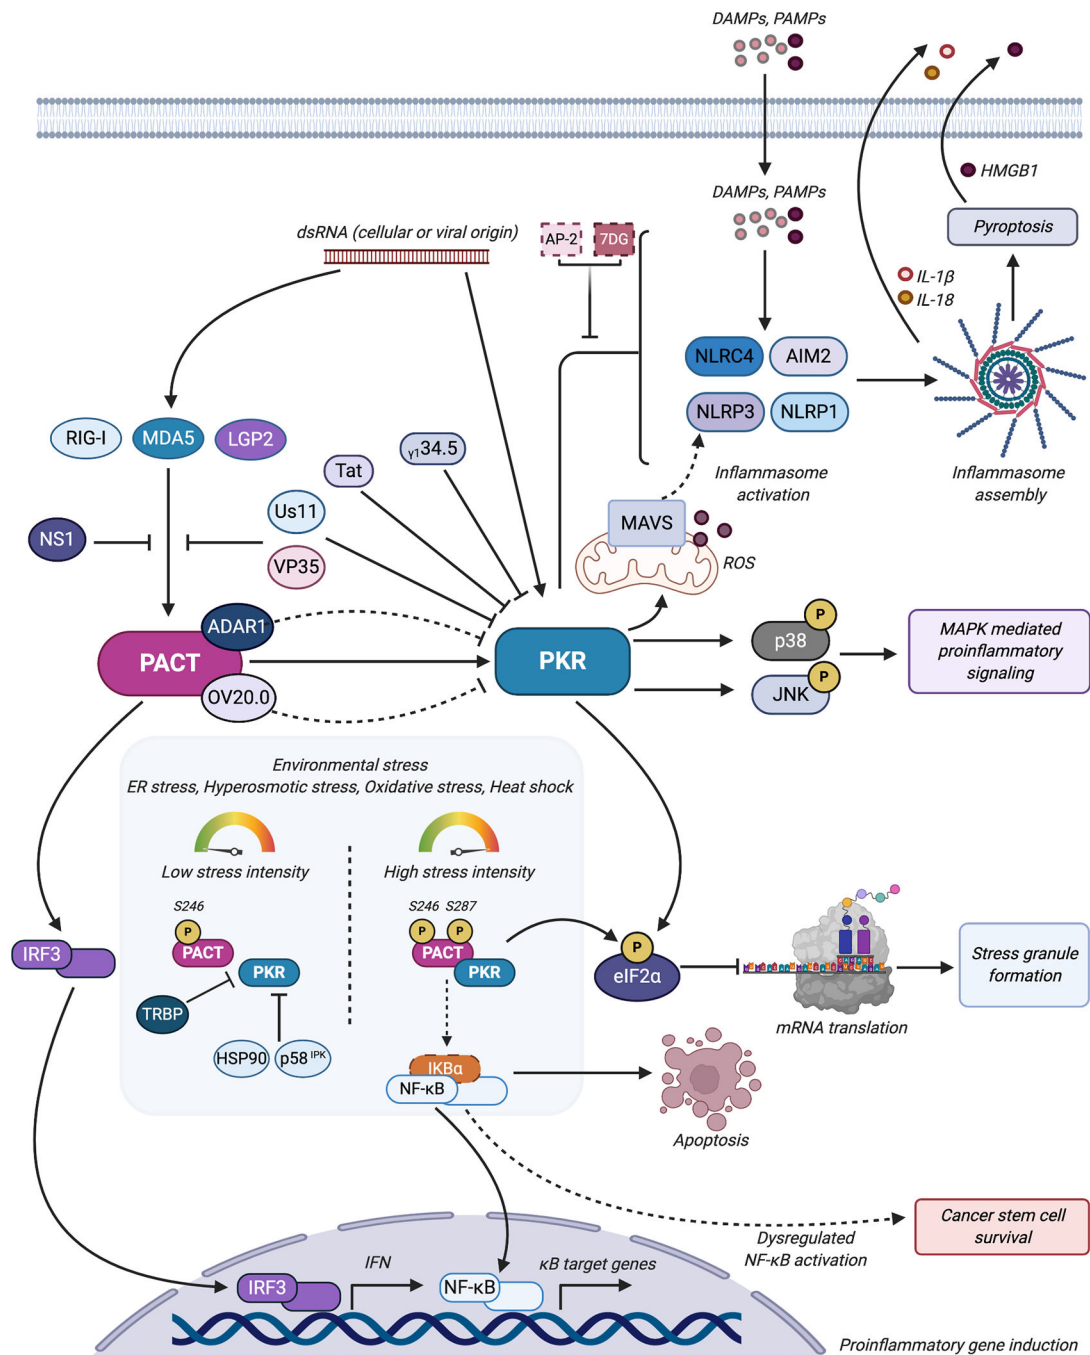 DAMPs, PAMPs
HMGB1
DAMPs, PAMPs
Pyroptosis
dsRNA (cellular or viral origin)
AP-2
7DG
IL-1β
IL-18
NLRC4
AIM2
NLRP3
NLRP1
RIG-I
MDA5
LGP2
γ134.5
Tat
Inflammasome
activation
Inflammasome
assembly
Us11
MAVS
NS1
VP35
ROS
ADAR1
PACT
OV20.0
PKR
P
p38
P
JNK
MAPK mediated
proinflammatory
signaling
Environmental stress
ER stress, Hyperosmotic stress, Oxidative stress, Heat shock
Low stress intensity
High stress intensity
S246
P
PACT
PKR
TRBP
HSP90
p58 IPK
S246 S287
P
P
PACT
PKR
IKBα
NF-κB
IRF3
P
eIF2α
CAGAGC
mRNA translation
Stress granule
formation
Apoptosis
Cancer stem cell
survival
Dysregulated
NF-κB activation
IFN
κB target genes
IRF3
NF-κB
Proinflammatory gene induction